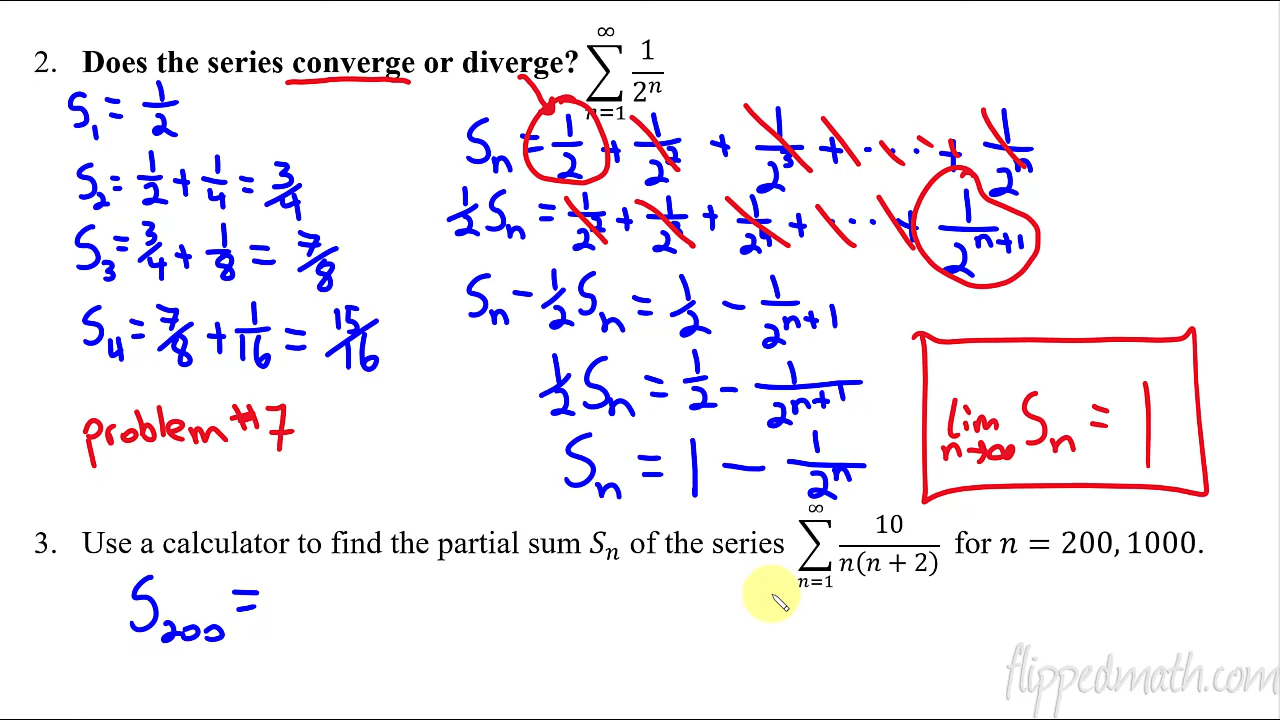 2. Does the series converge or diverge? ∑_{n=1}^{∞} 1/2^n
S_1 = 1/2
S_2 = 1/2 + 1/4 = 3/4
S_3 = 3/4 + 1/8 = 7/8
S_4 = 7/8 + 1/16 = 15/16
problem #7
S_n = 1/2 + 1/2^2 + 1/2^3 + ..... + 1/2^n
1/2 S_n = 1/2^2 + 1/2^3 + 1/2^4 + ... + 1/2^{n+1}
S_n - 1/2 S_n = 1/2 - 1/2^{n+1}
1/2 S_n = 1/2 - 1/2^{n+1}
S_n = 1 - 1/2^n
lim_{n→∞} S_n = 1
3. Use a calculator to find the partial sum S_n of the series ∑_{n=1}^{∞} 10/n(n + 2) for n = 200, 1000.
S_200 =
flippedmath.com